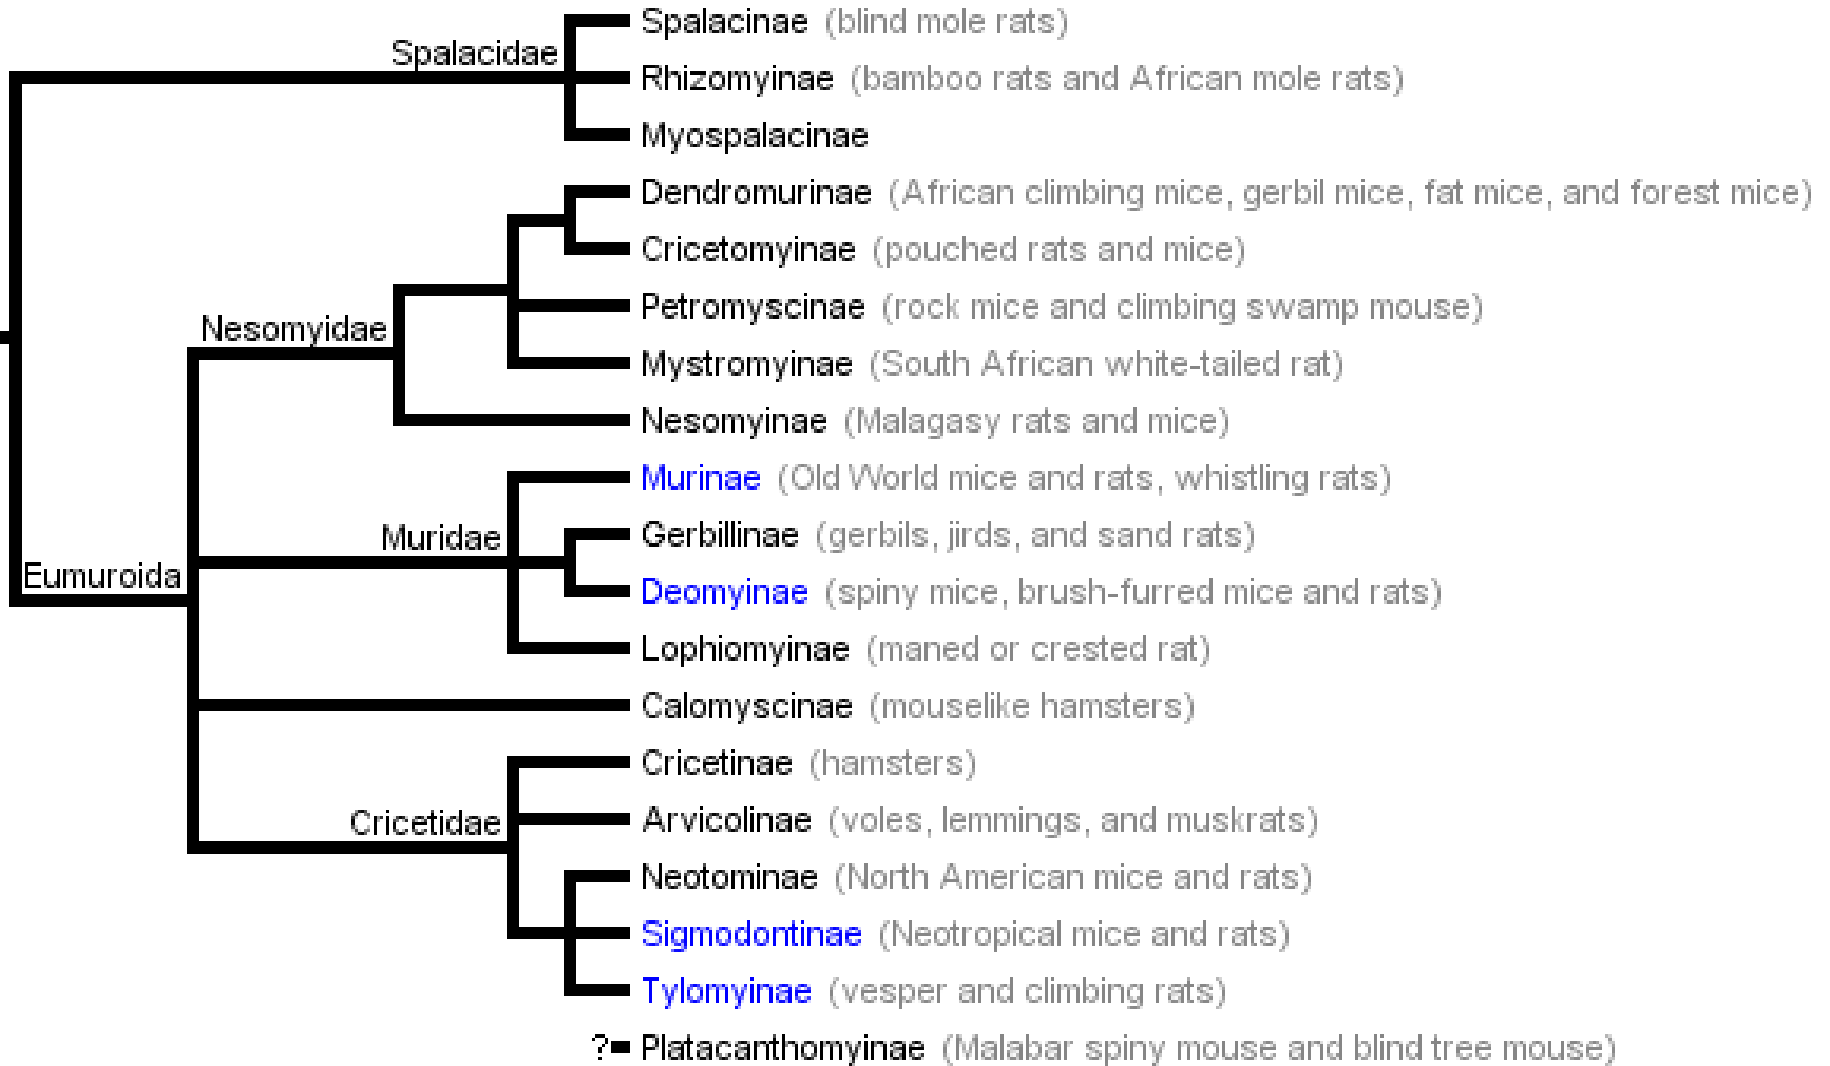 Spalacinae (blind mole rats)
Spalacidae
Rhizomyinae (bamboo rats and African mole rats)
Myospalacinae
Dendromurinae (African climbing mice, gerbil mice, fat mice, and forest mice)
Cricetomyinae (pouched rats and mice)
Petromyscinae (rock mice and climbing swamp mouse)
Nesomyidae
Mystromyinae (South African white-tailed rat)
Nesomyinae (Malagasy rats and mice)
Murinae (Old World mice and rats, whistling rats)
Muridae
Gerbillinae (gerbils, jirds, and sand rats)
Eumuroida
Deomyinae (spiny mice, brush-furred mice and rats)
Lophiomyinae (maned or crested rat)
Calomyscinae (mouselike hamsters)
Cricetinae (hamsters)
Cricetidae
Arvicolinae (voles, lemmings, and muskrats)
Neotominae (North American mice and rats)
Sigmodontinae (Neotropical mice and rats)
Tylomyinae (vesper and climbing rats)
? Platacanthomyinae (Malabar spiny mouse and blind tree mouse)